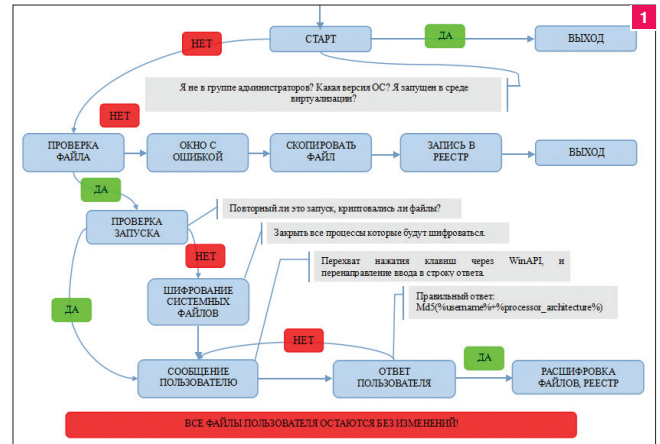 1
НЕТ
СТАРТ
ДА
ВЫХОД
Я не в группе администраторов? Какая версия ОС? Я запущен в среде
виртуализации?
НЕТ
ПРОВЕРКА
ФАЙЛА
ОКНО С
ОШИБКОЙ
СКОПИРОВАТЬ
ФАЙЛ
ЗАПИСЬ В
РЕЕСТР
ВЫХОД
ДА
ПРОВЕРКА
ЗАПУСКА
Повторный ли это запуск, криптовались ли файлы?
Закрыть все процессы которые будут шифроваться.
НЕТ
Перехват нажатия клавиш через WinAPI, и
перенаправление ввода в строку ответа.
ШИФРОВАНИЕ
СИСТЕМНЫХ
ФАЙЛОВ
Правильный ответ:
Md5(%username%+%processor_architecture%)
ДА
НЕТ
СООБЩЕНИЕ
ПОЛЬЗОВАТЕЛЮ
ОТВЕТ
ПОЛЬЗОВАТЕЛЯ
ДА
РАСШИФРОВКА
ФАЙЛОВ, РЕЕСТР
ВСЕ ФАЙЛЫ ПОЛЬЗОВАТЕЛЯ ОСТАЮТСЯ БЕЗ ИЗМЕНЕНИЙ!